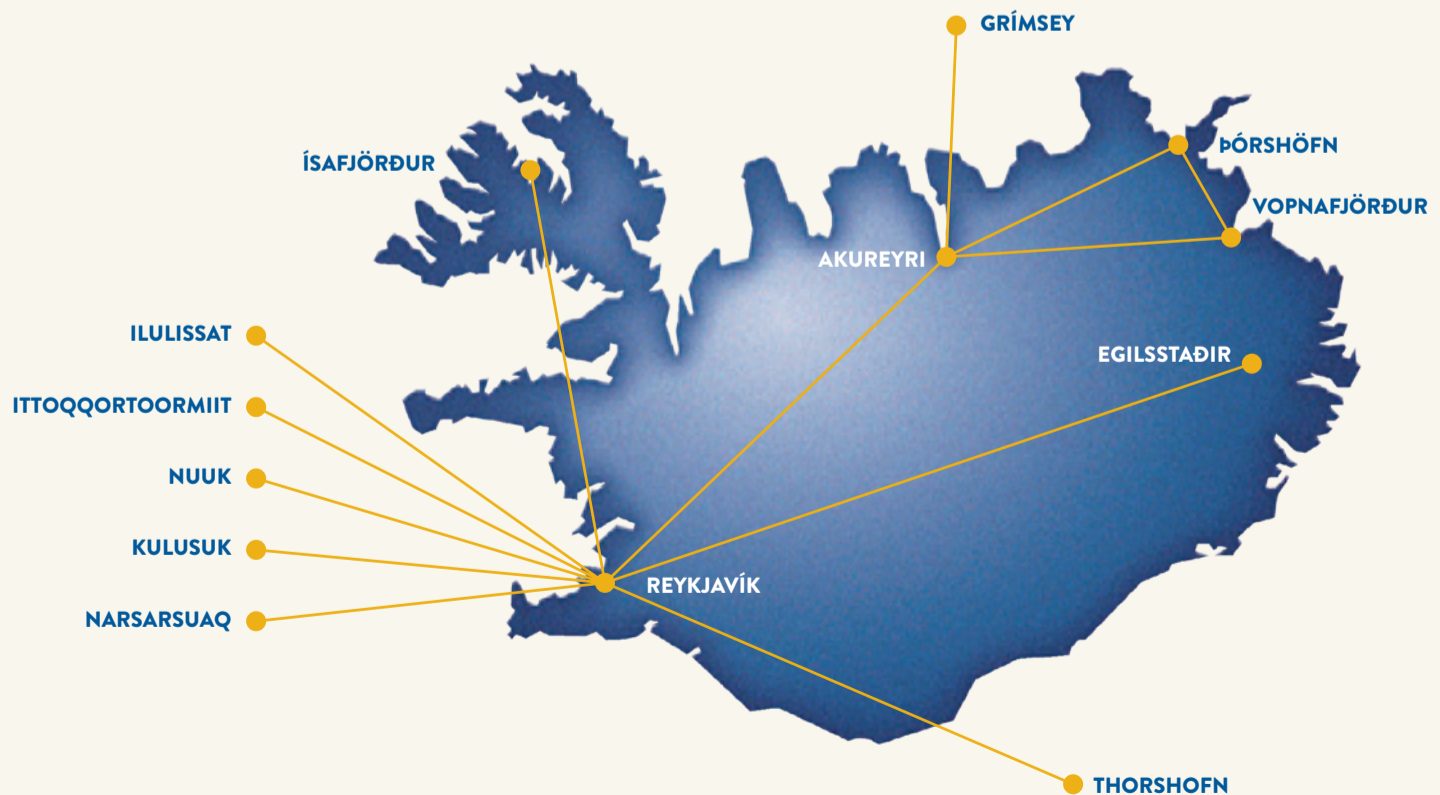 GRÍMSEY
ÞÓRSHÖFN
ÍSAFJÖRÐUR
VOPNAFJÖRÐUR
AKUREYRI
ILULISSAT
EGILSSTAÐIR
ITTOQQORTOORMIIT
NUUK
KULUSUK
REYKJAVÍK
NARSARSUAQ
THORSHOFN